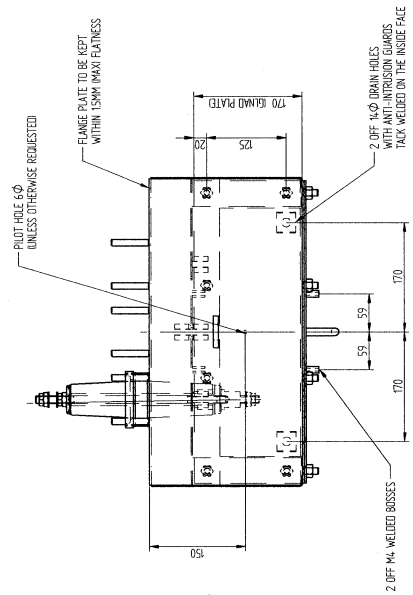 PILOT HOLE 6Φ
(UNLESS OTHERWISE REQUESTED)
FLANGE PLATE TO BE KEPT
WITHIN 1.5MM (MAX) FLATNESS
170 (GLNAD PLATE)
20
125
2 OFF 14Φ DRAIN HOLES
WITH ANTI-INTRUSION GUARDS
TACK WELDED ON THE INSIDE FACE
150
59
59
170
170
2 OFF M4 WELDED BOSSES